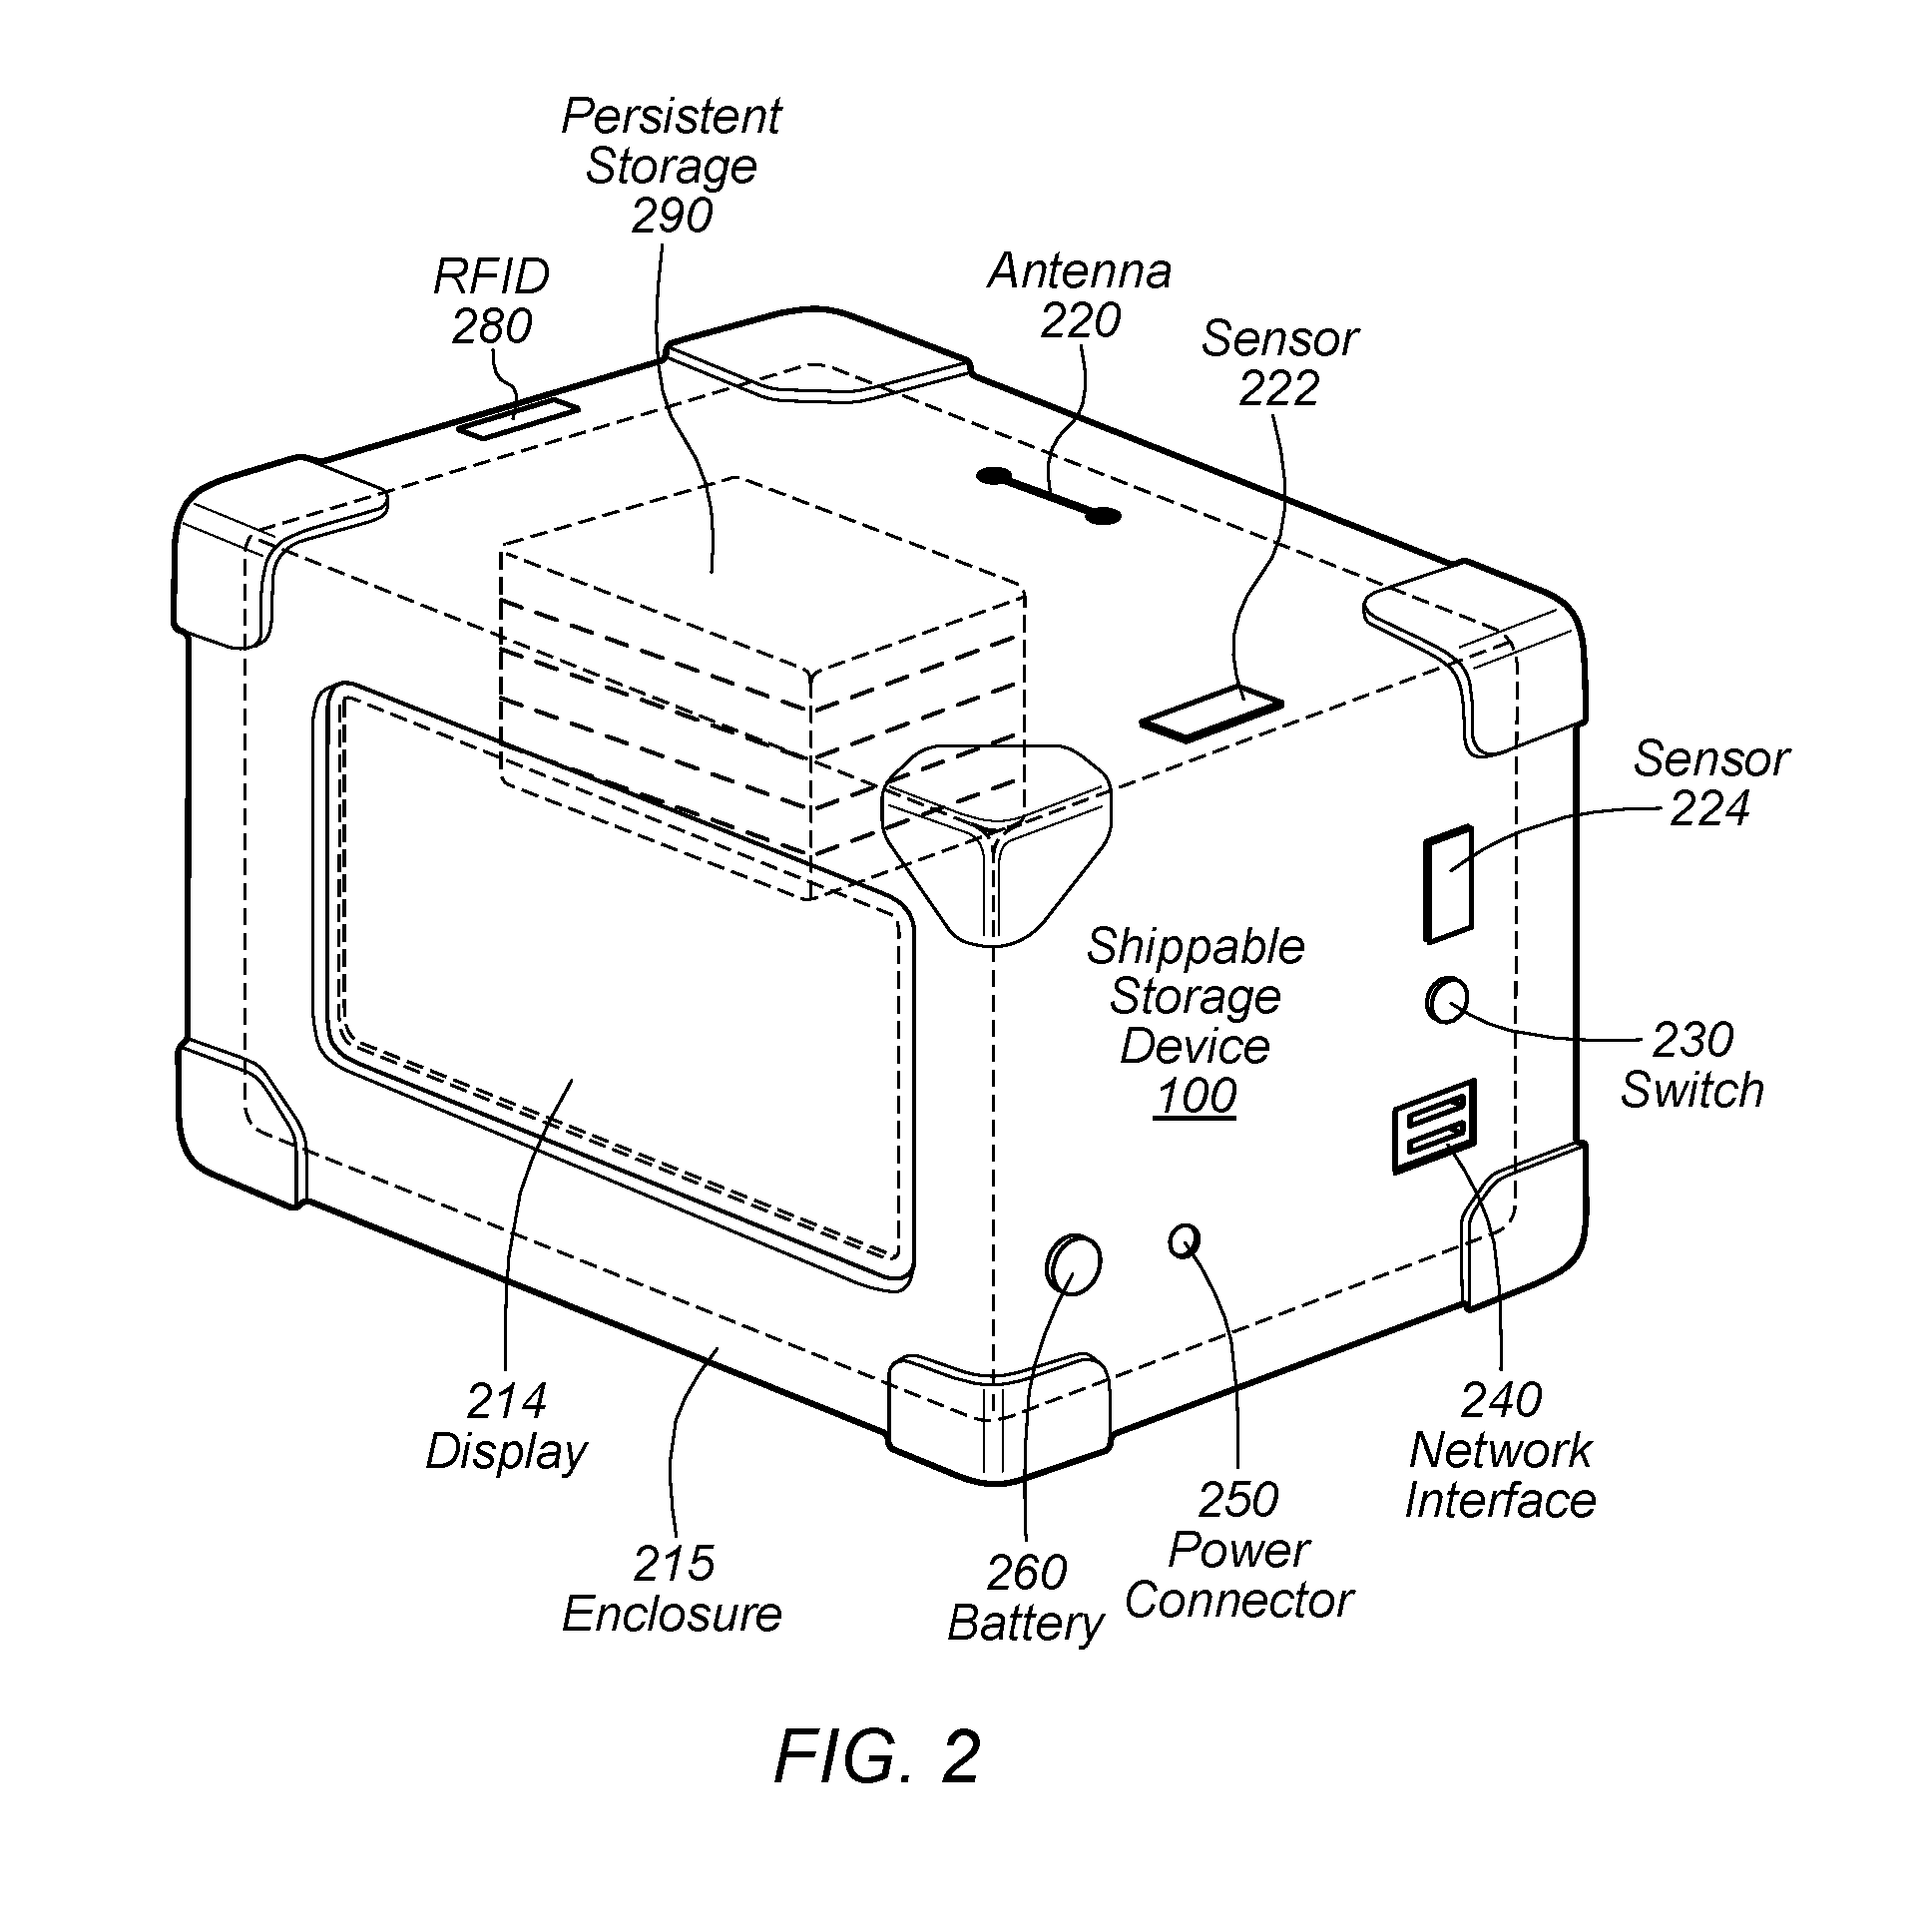 Persistent
Storage
290
RFID
280
Antenna
220
Sensor
222
Sensor
224
Shippable
Storage
Device
100
230
Switch
214
Display
240
Network
Interface
250
Power
Connector
215
Enclosure
260
Battery
FIG. 2